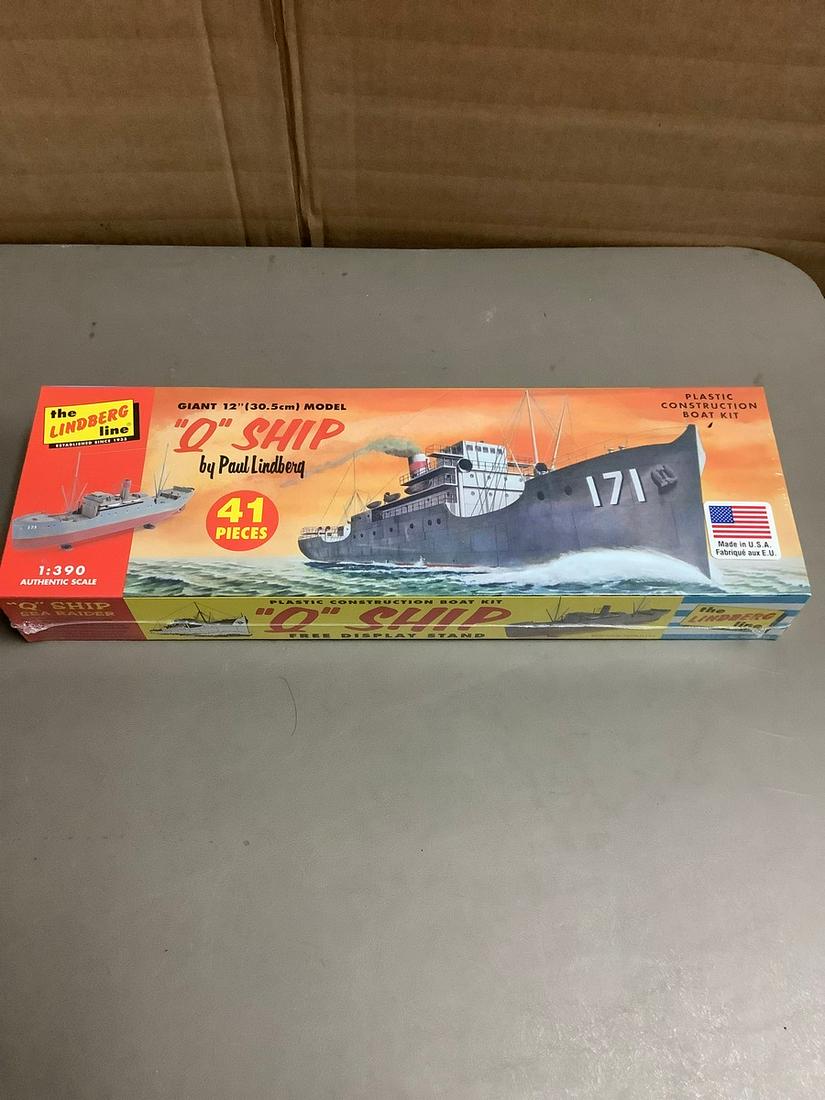 the
LINDBERG
line®
ESTABLISHED SINCE 1933
GIANT 12" (30.5cm) MODEL
"Q" SHIP
by Paul Lindberg
41
PIECES
1:390
AUTHENTIC SCALE
171
171
PLASTIC
CONSTRUCTION
BOAT KIT
Made in U.S.A.
Fabriqué aux E.U.
"Q" SHIP
SEA RAIDER
PLASTIC CONSTRUCTION BOAT KIT
"Q" SHIP
FREE DISPLAY STAND
the
LINDBERG
line